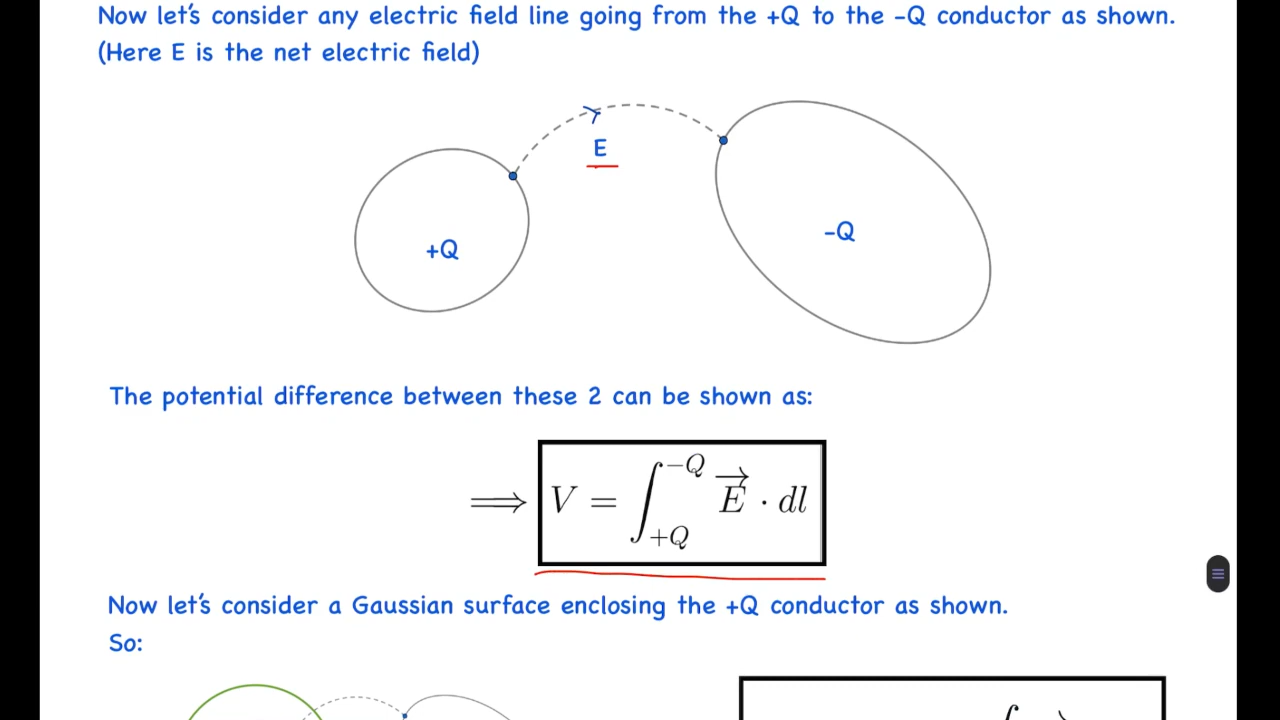 Now let's consider any electric field line going from the +Q to the -Q conductor as shown.
(Here E is the net electric field)
E
+Q
-Q
The potential difference between these 2 can be shown as:
⟹ V = ∫_{+Q}^{−Q} \vec{E} · dl
Now let's consider a Gaussian surface enclosing the +Q conductor as shown.
So: